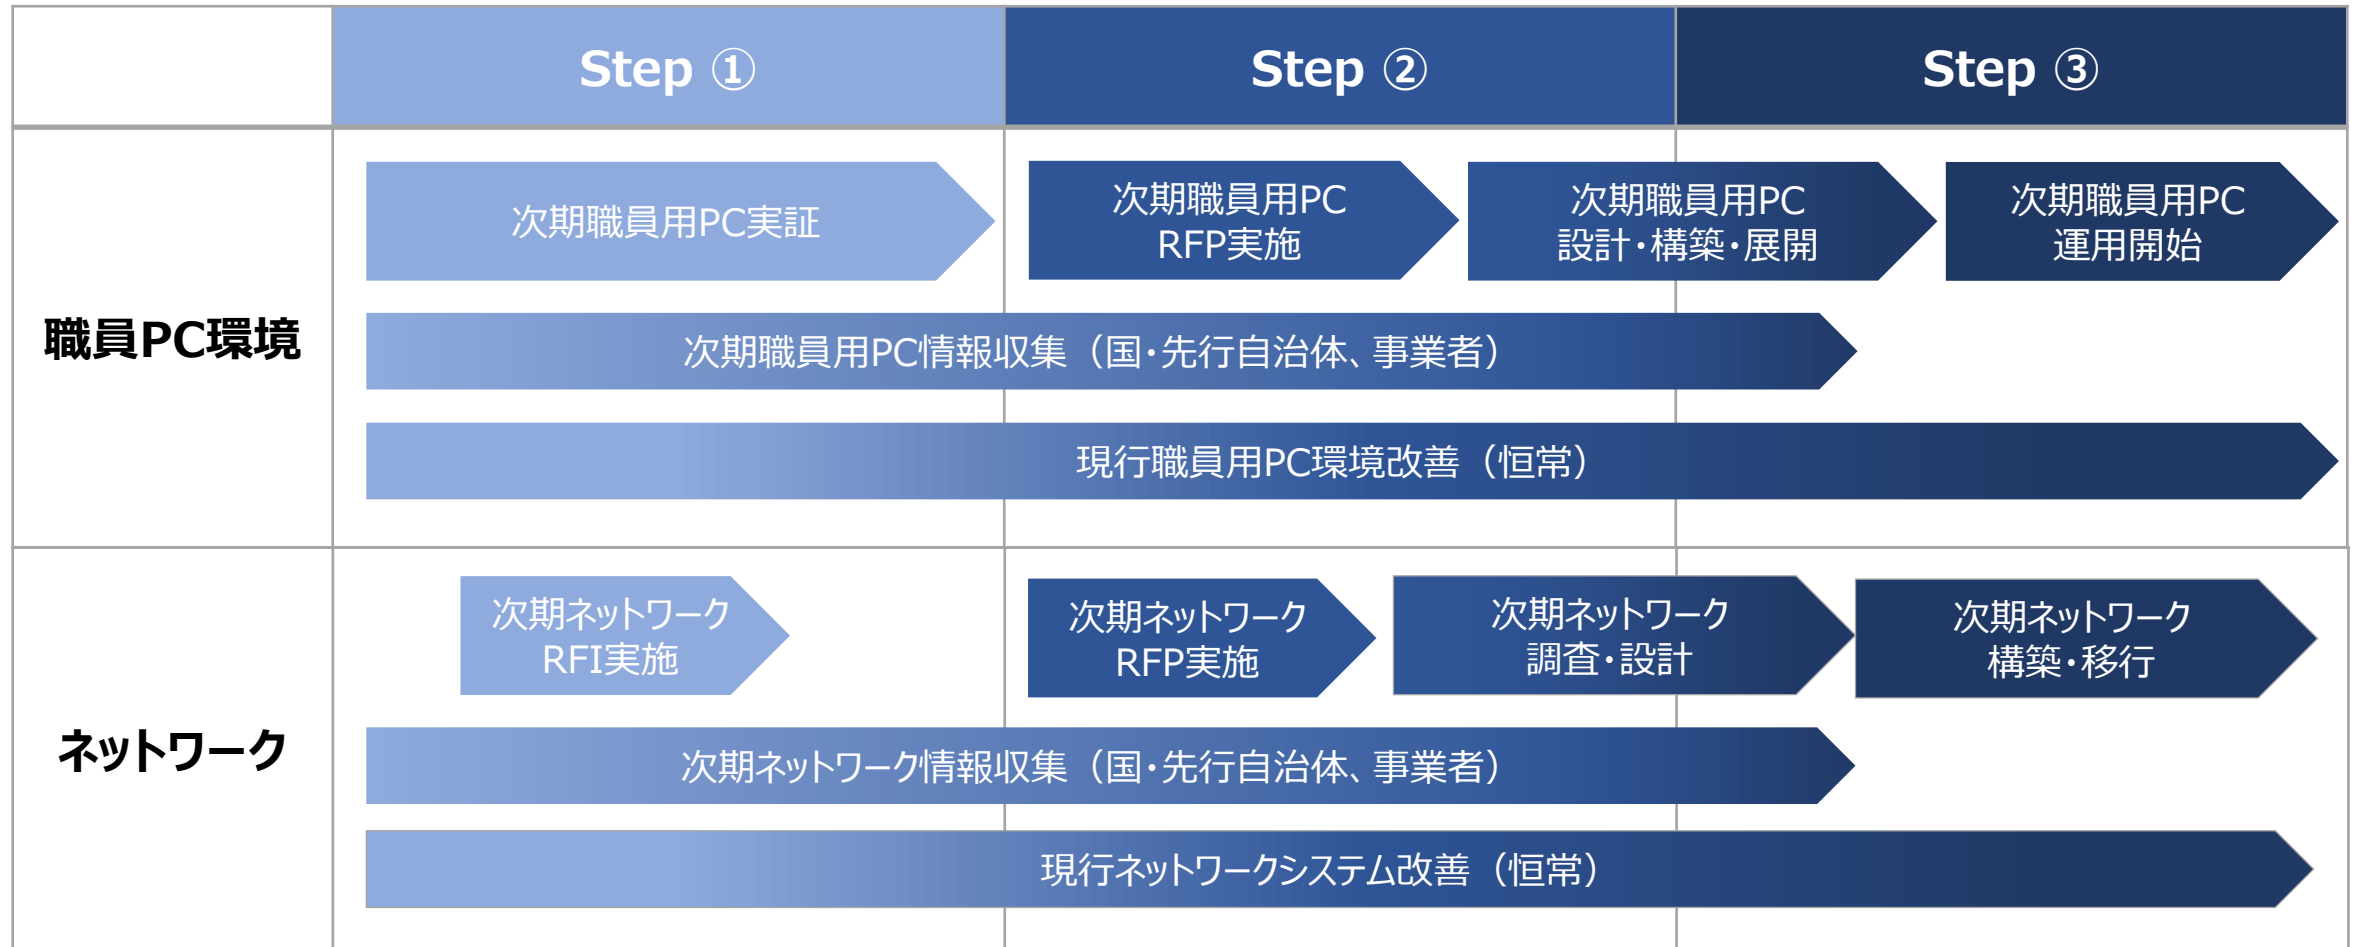 Step ①
Step ②
Step ③
職員PC環境
次期職員用PC実証
次期職員用PC
RFP実施
次期職員用PC
設計・構築・展開
次期職員用PC
運用開始
次期職員用PC情報収集（国・先行自治体、事業者）
現行職員用PC環境改善（恒常）
ネットワーク
次期ネットワーク
RFI実施
次期ネットワーク
RFP実施
次期ネットワーク
調査・設計
次期ネットワーク
構築・移行
次期ネットワーク情報収集（国・先行自治体、事業者）
現行ネットワークシステム改善（恒常）